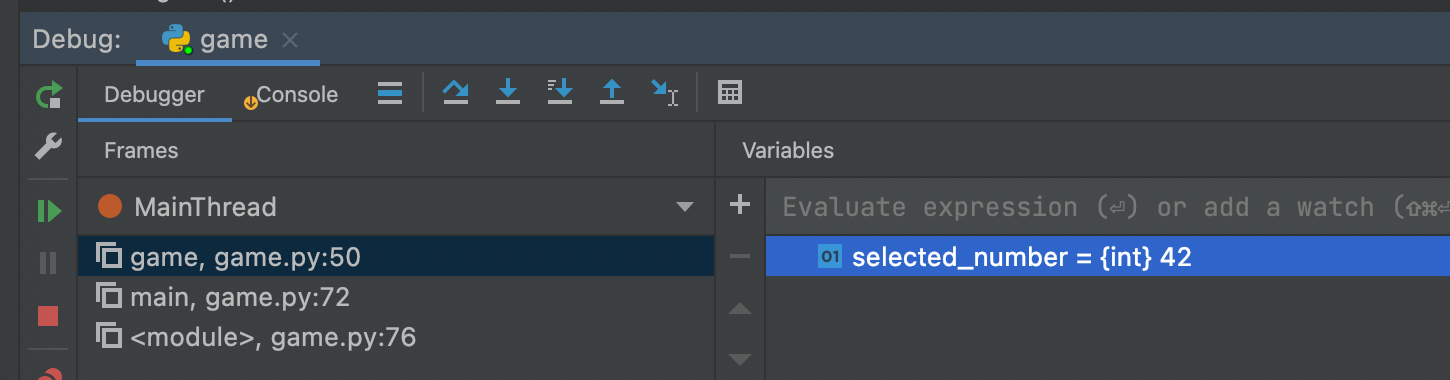 Debug: game
Debugger Console
Frames Variables
MainThread Evaluate expression (⏎) or add a watch (⇧⌘⏎
game, game.py:50 01 selected_number = {int} 42
main, game.py:72
<module>, game.py:76